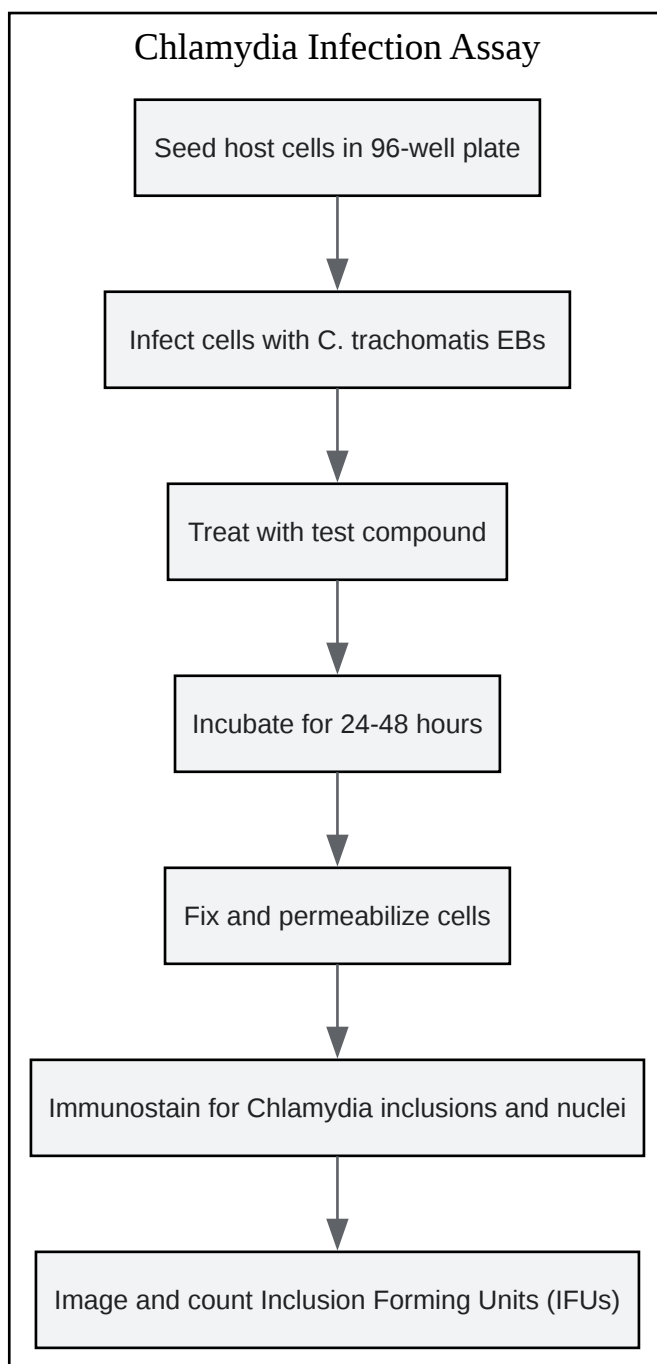 Chlamydia Infection Assay
Seed host cells in 96-well plate
Infect cells with C. trachomatis EBs
Treat with test compound
Incubate for 24-48 hours
Fix and permeabilize cells
Immunostain for Chlamydia inclusions and nuclei
Image and count Inclusion Forming Units (IFUs)